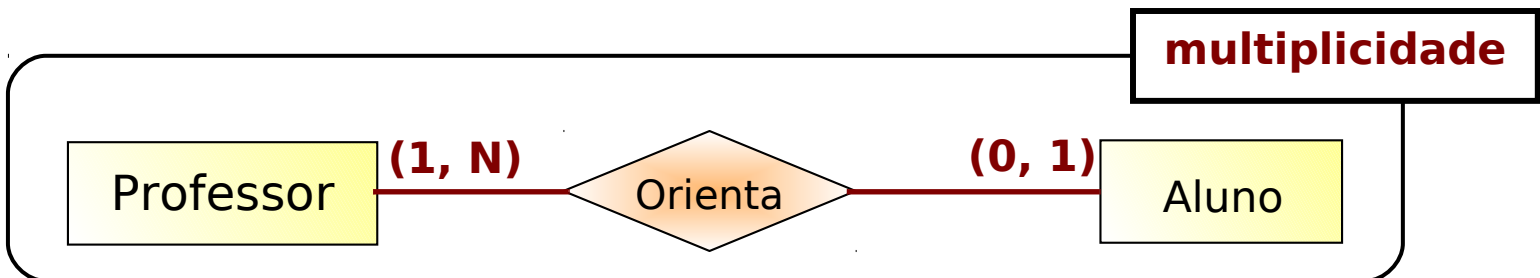 multiplicidade
(1, N)
(0, 1)
Professor
Orienta
Aluno